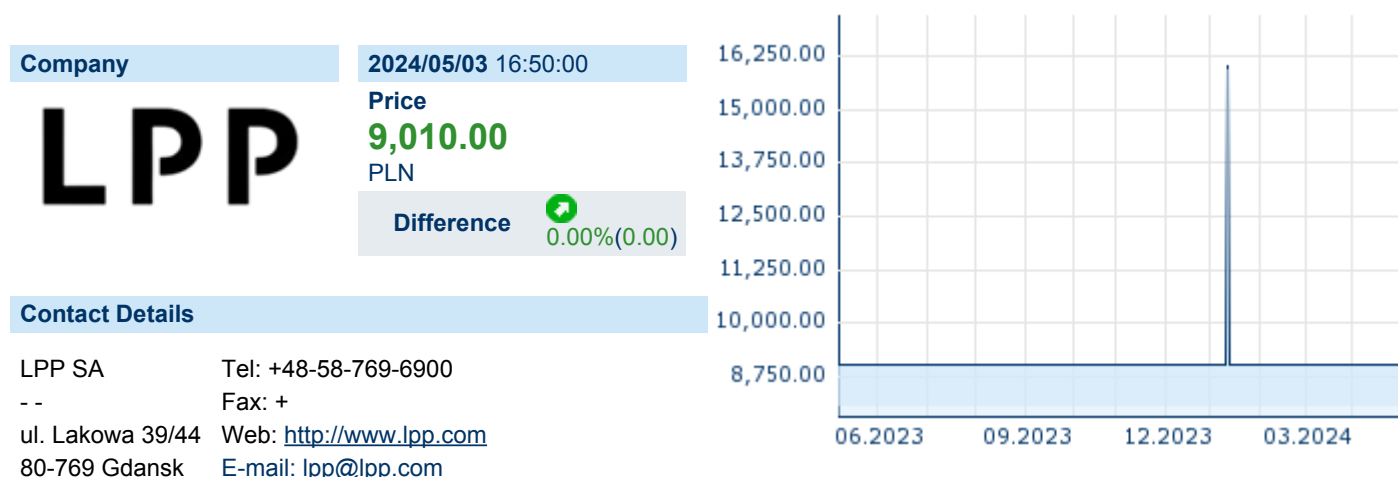 Company
LPP
2024/05/03 16:50:00
Price
9,010.00
PLN
Difference
0.00%(0.00)
Contact Details
LPP SA Tel: +48-58-769-6900
- - Fax: +
ul. Lakowa 39/44 Web: http://www.lpp.com
80-769 Gdansk E-mail: lpp@lpp.com
16,250.00
15,000.00
13,750.00
12,500.00
11,250.00
10,000.00
8,750.00
06.2023 09.2023 12.2023 03.2024